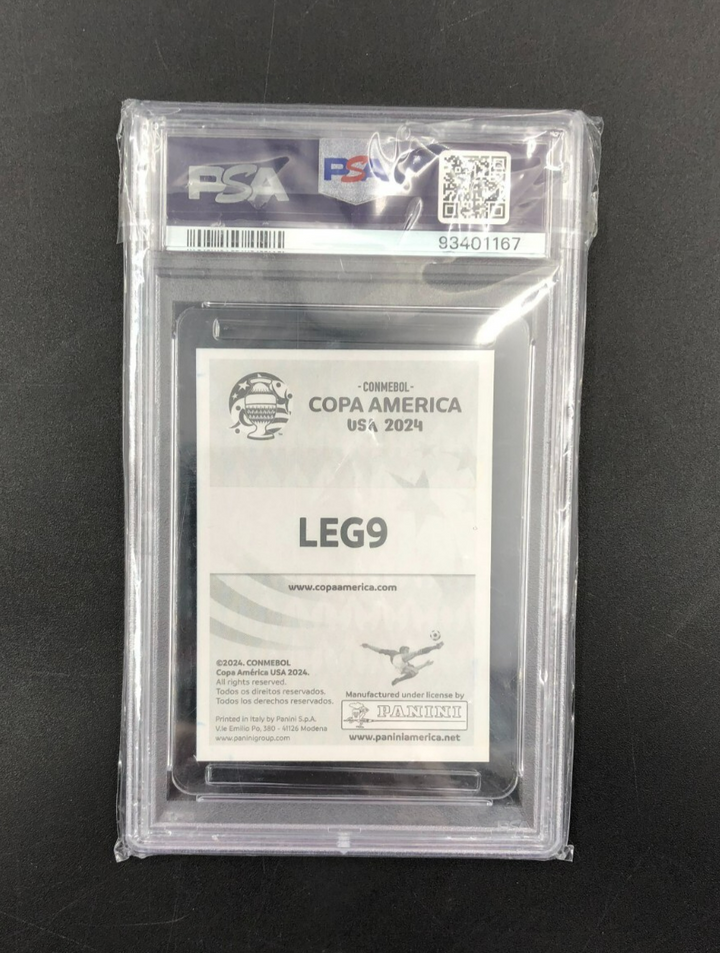 PSA
PSA
93401167
- CONMEBOL -
COPA AMERICA
USA 2024
LEG9
www.copaamerica.com
©2024. CONMEBOL
Copa América USA 2024.
All rights reserved.
Todos os direitos reservados.
Todos los derechos reservados.
Printed in Italy by Panini S.p.A.
V.le Emilio Po, 380 - 41126 Modena
www.paninigroup.com
Manufactured under license by
PANINI
www.paniniamerica.net